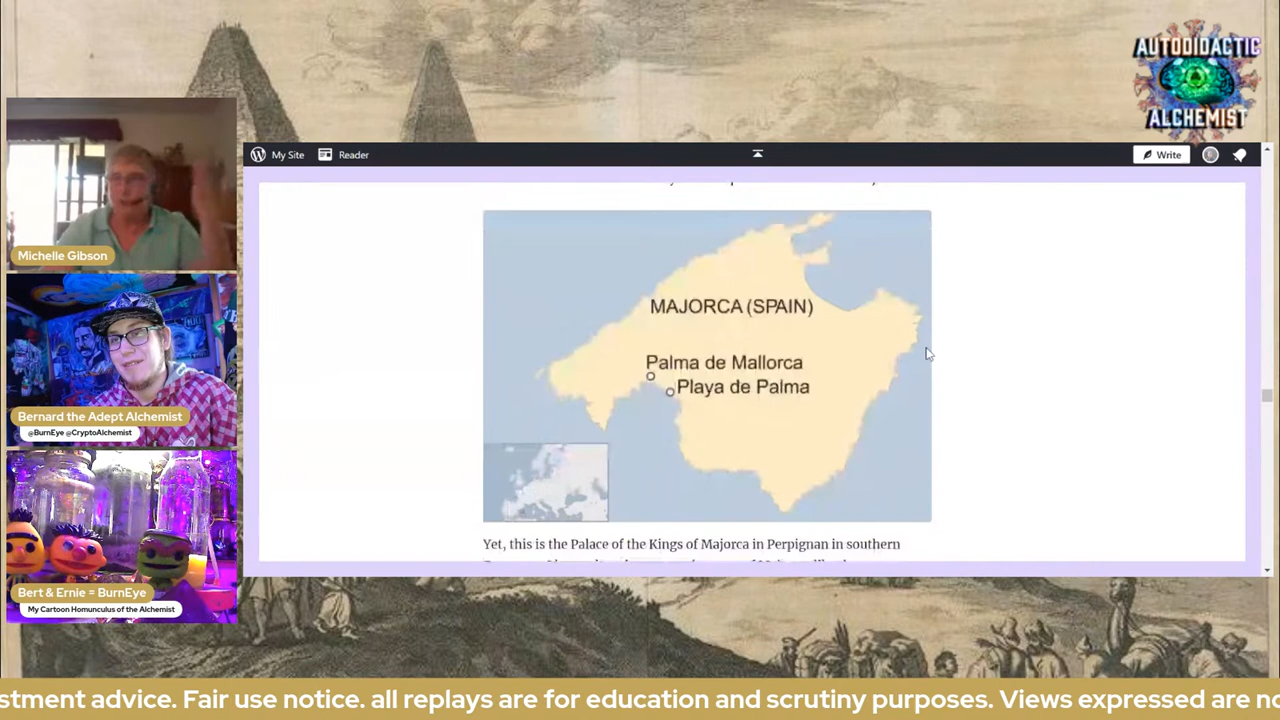 AUTODIDACTIC
ALCHEMIST
My Site
Reader
Write
Michelle Gibson
Bernard the Adept Alchemist
@BurnEye @CryptoAlchemist
Bert & Ernie = BurnEye
My Cartoon Homunculus of the Alchemist
MAJORCA (SPAIN)
Palma de Mallorca
Playa de Palma
Yet, this is the Palace of the Kings of Majorca in Perpignan in southern
stment advice. Fair use notice. all replays are for education and scrutiny purposes. Views expressed are no